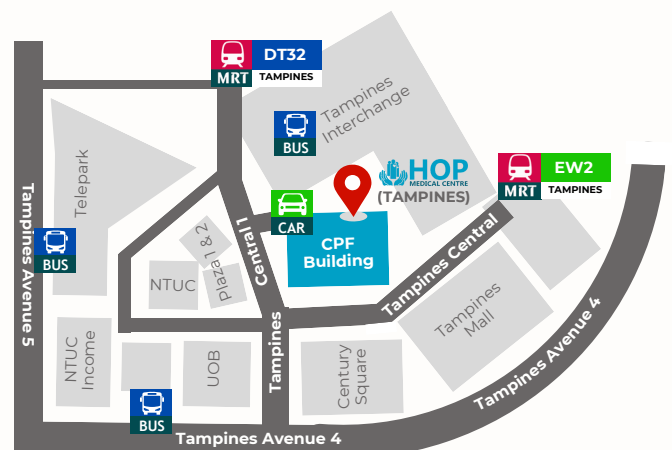 DT32
MRT
TAMPINES
Tampines
Interchange
BUS
HOP
MEDICAL CENTRE
(TAMPINES)
EW2
MRT
TAMPINES
Telepark
CAR
CPF
Building
BUS
Tampines Avenue 5
NTUC
Plaza 1 & 2
Tampines
Central 1
Tampines Central
Tampines
Mall
NTUC
Income
UOB
Century
Square
BUS
Tampines Avenue 4
Tampines Avenue 4